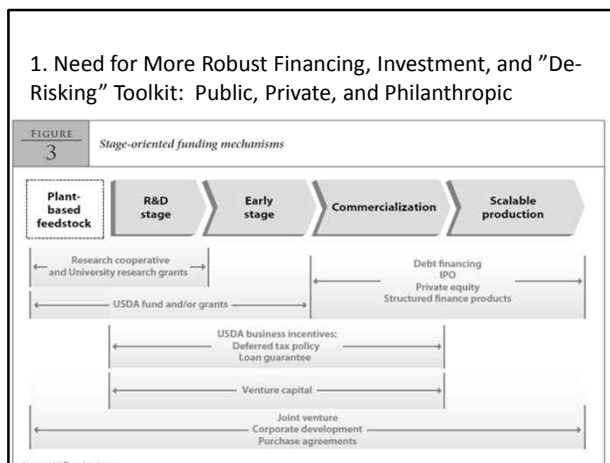 1. Need for More Robust Financing, Investment, and ”De-
Risking” Toolkit: Public, Private, and Philanthropic
FIGURE
3
Stage-oriented funding mechanisms
Plant-
based
feedstock
R&D
stage
Early
stage
Commercialization
Scalable
production
Research cooperative
and University research grants
Debt financing
IPO
Private equity
Structured finance products
USDA fund and/or grants
USDA business incentives:
Deferred tax policy
Loan guarantee
Venture capital
Joint venture
Corporate development
Purchase agreements